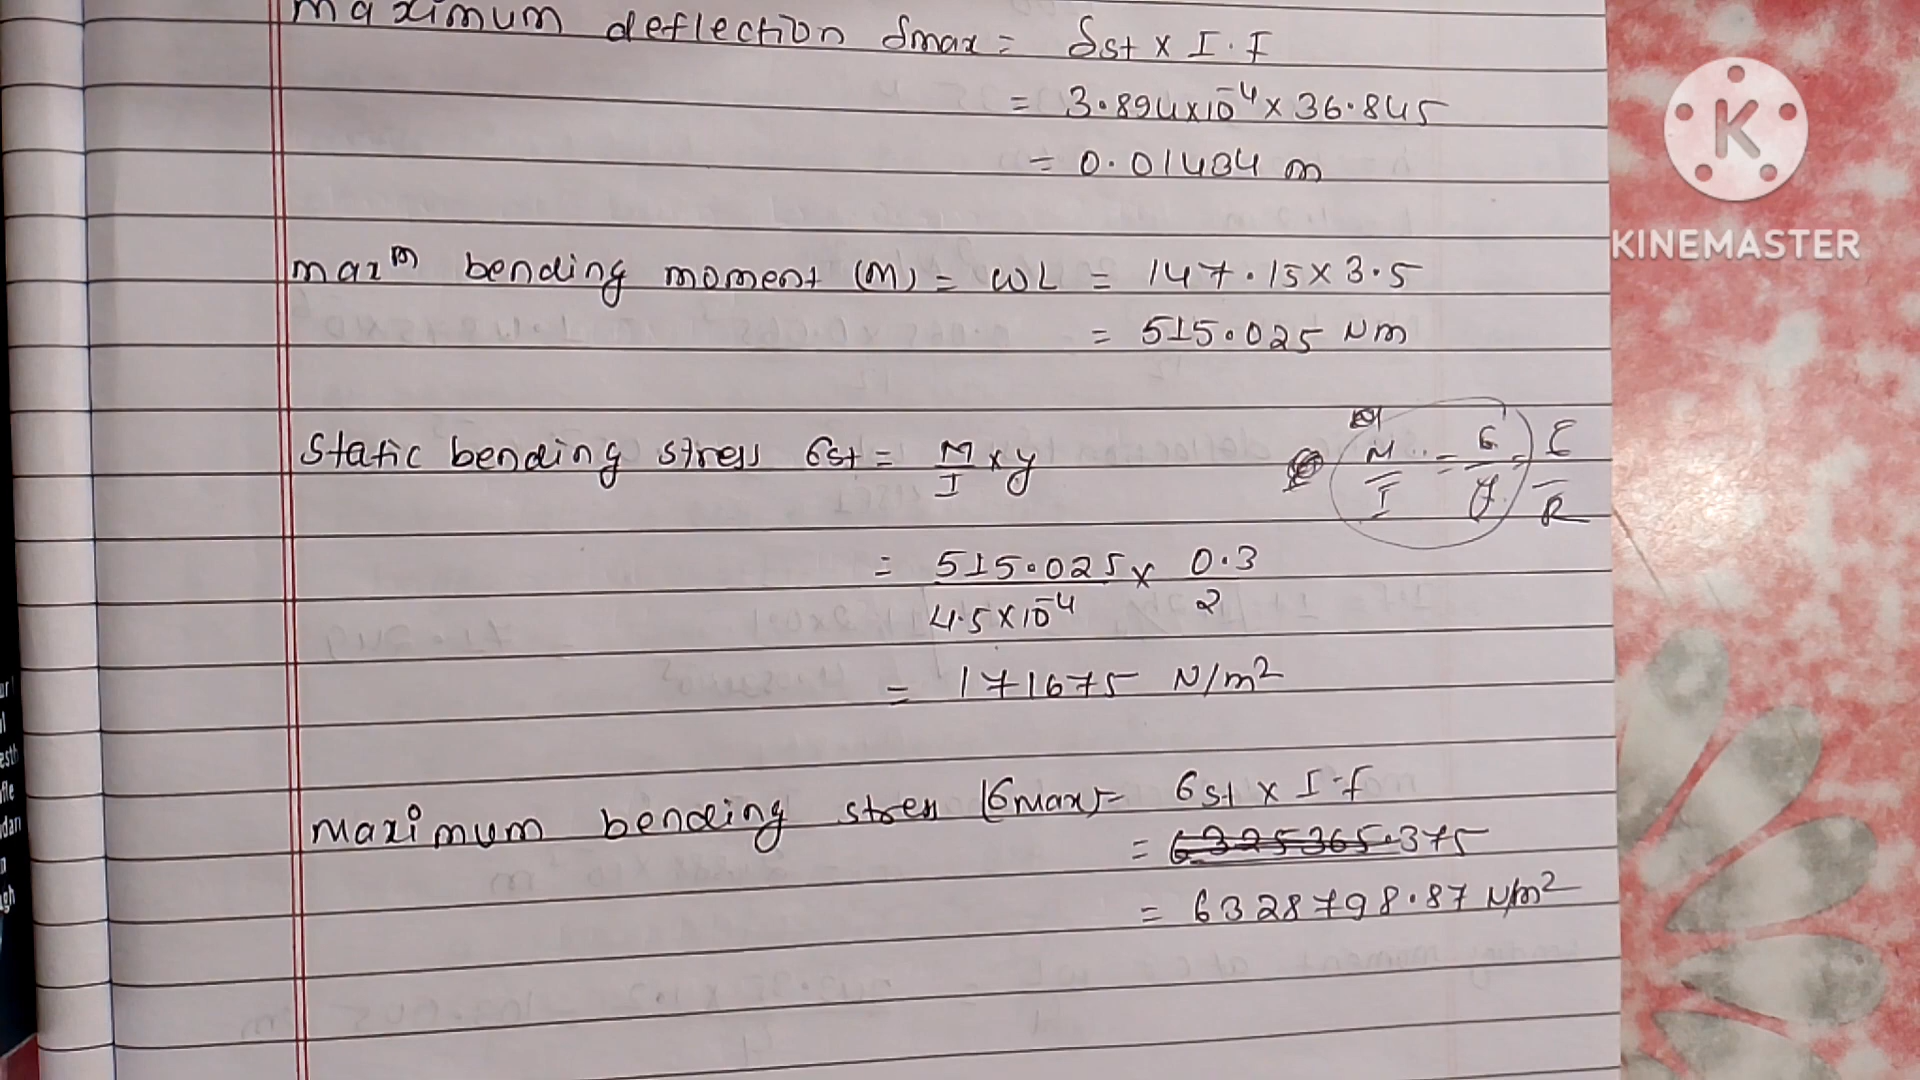 maximum deflection δmax = δst x I.F
= 3.894x10⁻⁴ x 36.845
= 0.01434 m
maxᵐ bending moment (M) = WL = 147.15 x 3.5
= 515.025 Nm
Static bending stress σst = M/I x y
M/I = σ/y = E/R
= 515.025/4.5x10⁻⁴ x 0.3/2
= 171675 N/m²
maximum bending stress (σmax) = σst x I.F
= 6325365.375
= 6328798.87 N/m²
K
KINEMASTER